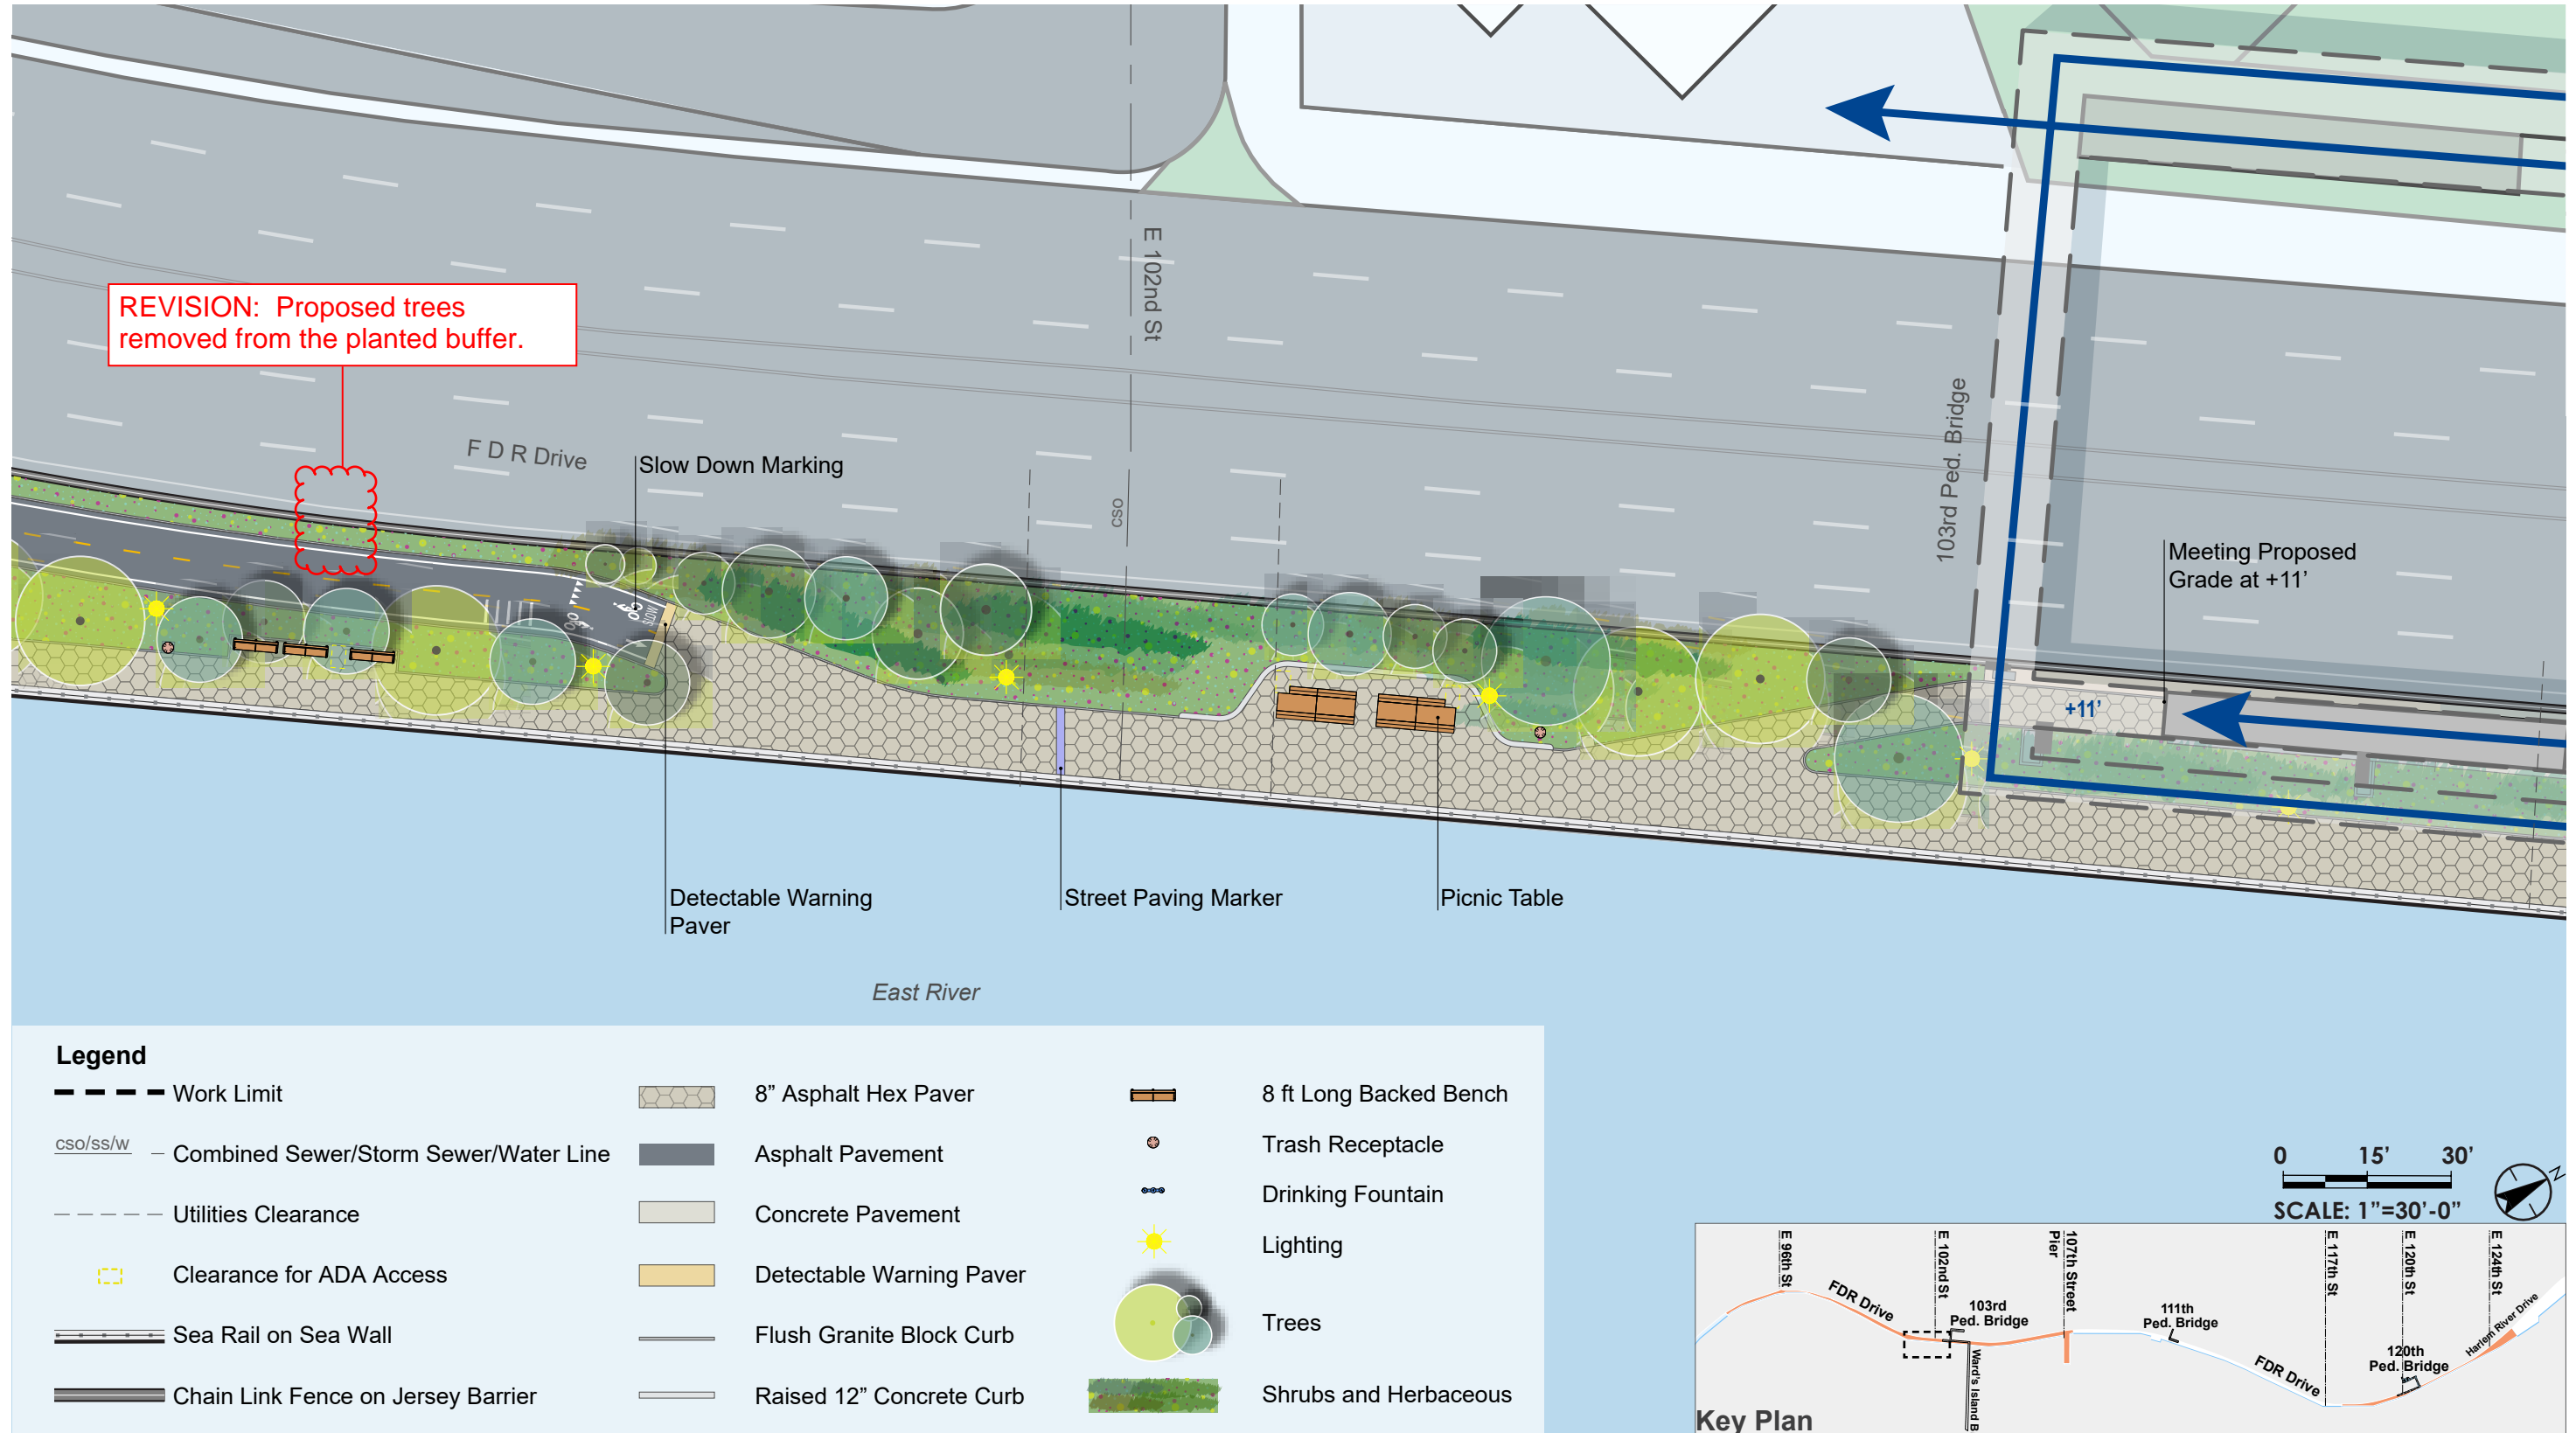 E 102nd St
REVISION:  Proposed trees
removed from the planted buffer.
F D R Drive
Slow Down Marking
cso
103rd Ped. Bridge
Meeting Proposed
Grade at +11’
SLOW
+11’
Detectable Warning
Paver
Street Paving Marker
Picnic Table
East River
Legend
Work Limit
cso/ss/w
Combined Sewer/Storm Sewer/Water Line
Utilities Clearance
Clearance for ADA Access
Sea Rail on Sea Wall
Chain Link Fence on Jersey Barrier
8” Asphalt Hex Paver
Asphalt Pavement
Concrete Pavement
Detectable Warning Paver
Flush Granite Block Curb
Raised 12” Concrete Curb
8 ft Long Backed Bench
Trash Receptacle
Drinking Fountain
Lighting
Trees
Shrubs and Herbaceous
0 15’ 30’
SCALE: 1”=30’-0”
N
E 96th St
E 102nd St
107th Street
Pier
E 117th St
E 120th St
E 124th St
FDR Drive
103rd
Ped. Bridge
111th
Ped. Bridge
Harlem River Drive
120th
Ped. Bridge
FDR Drive
Ward's Island B
Key Plan